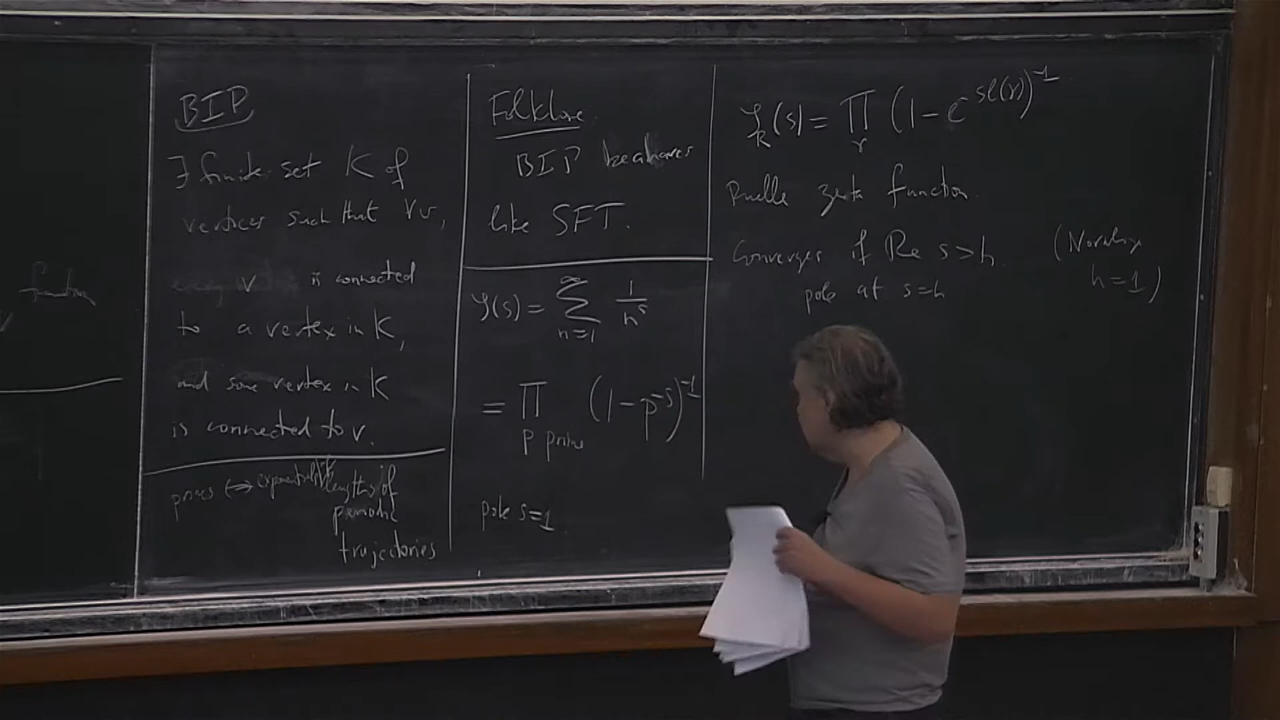 function
BIP
∃ finite set K of
vertices such that ∀v,
v is connected
to a vertex in K,
and some vertex in K
is connected to v.
primes ↔ exponential of lengths of
periodic
trajectories
Folklore
BIP behaves
like SFT.
ζ(s) = ∑_{n=1}^∞ 1/n^s
= ∏_{p prime} (1-p^{-s})^{-1}
pole s=1
ζ_R(s) = ∏_γ (1-e^{-sl(γ)})^{-1}
Ruelle zeta function.
Converges if Re s>h
pole at s=h
(Normalize
h=1)